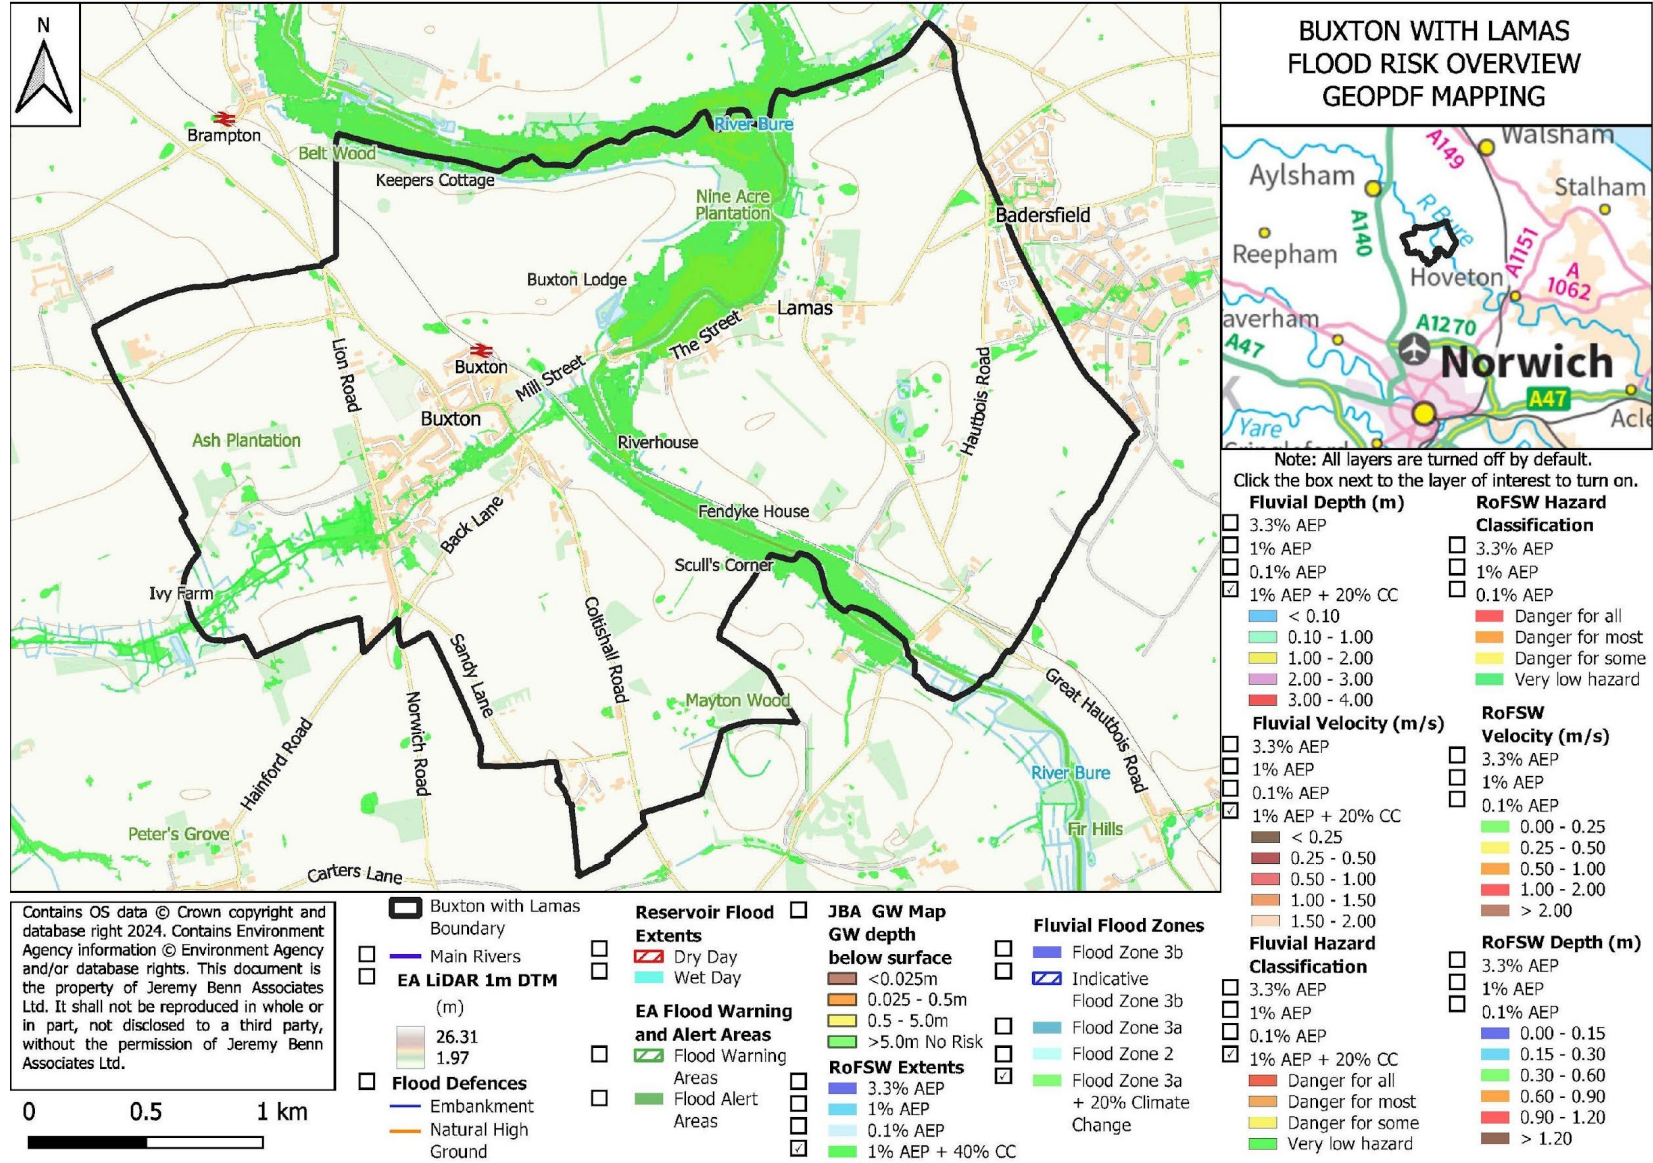 BUXTON WITH LAMAS
FLOOD RISK OVERVIEW
GEOPDF MAPPING
N
Brampton
Belt Wood
Keepers Cottage
River Bure
Nine Acre
Plantation
Badersfield
Buxton Lodge
Lamas
The Street
Lion Road
Buxton
Mill Street
Buxton
Hautbois Road
Ash Plantation
Riverhouse
Back Lane
Fendyke House
Scull's Corner
Ivy Farm
Coltishall Road
Sandy Lane
Mayton Wood
Great Hautbois Road
Norwich Road
Hainford Road
River Bure
Peter's Grove
Fir Hills
Carters Lane
A149
Walsham
Aylsham
Stalham
R Bure
A140
Reepham
A1151
Hoveton
A
1062
averham
A1270
A47
Norwich
A47
Acle
Yare
Note: All layers are turned off by default.
Click the box next to the layer of interest to turn on.
Fluvial Depth (m)
3.3% AEP
1% AEP
0.1% AEP
1% AEP + 20% CC
< 0.10
0.10 - 1.00
1.00 - 2.00
2.00 - 3.00
3.00 - 4.00
Fluvial Velocity (m/s)
3.3% AEP
1% AEP
0.1% AEP
1% AEP + 20% CC
< 0.25
0.25 - 0.50
0.50 - 1.00
1.00 - 1.50
1.50 - 2.00
Fluvial Hazard
Classification
3.3% AEP
1% AEP
0.1% AEP
1% AEP + 20% CC
Danger for all
Danger for most
Danger for some
Very low hazard
RoFSW Hazard
Classification
3.3% AEP
1% AEP
0.1% AEP
Danger for all
Danger for most
Danger for some
Very low hazard
RoFSW
Velocity (m/s)
3.3% AEP
1% AEP
0.1% AEP
0.00 - 0.25
0.25 - 0.50
0.50 - 1.00
1.00 - 2.00
> 2.00
RoFSW Depth (m)
3.3% AEP
1% AEP
0.1% AEP
0.00 - 0.15
0.15 - 0.30
0.30 - 0.60
0.60 - 0.90
0.90 - 1.20
> 1.20
Contains OS data © Crown copyright and
database right 2024. Contains Environment
Agency information © Environment Agency
and/or database rights. This document is
the property of Jeremy Benn Associates
Ltd. It shall not be reproduced in whole or
in part, not disclosed to a third party,
without the permission of Jeremy Benn
Associates Ltd.
0 0.5 1 km
Buxton with Lamas
Boundary
Main Rivers
EA LiDAR 1m DTM
(m)
26.31
1.97
Flood Defences
Embankment
Natural High
Ground
Reservoir Flood
Extents
Dry Day
Wet Day
EA Flood Warning
and Alert Areas
Flood Warning
Areas
Flood Alert
Areas
JBA GW Map
GW depth
below surface
<0.025m
0.025 - 0.5m
0.5 - 5.0m
>5.0m No Risk
RoFSW Extents
3.3% AEP
1% AEP
0.1% AEP
1% AEP + 40% CC
Fluvial Flood Zones
Flood Zone 3b
Indicative
Flood Zone 3b
Flood Zone 3a
Flood Zone 2
Flood Zone 3a
+ 20% Climate
Change